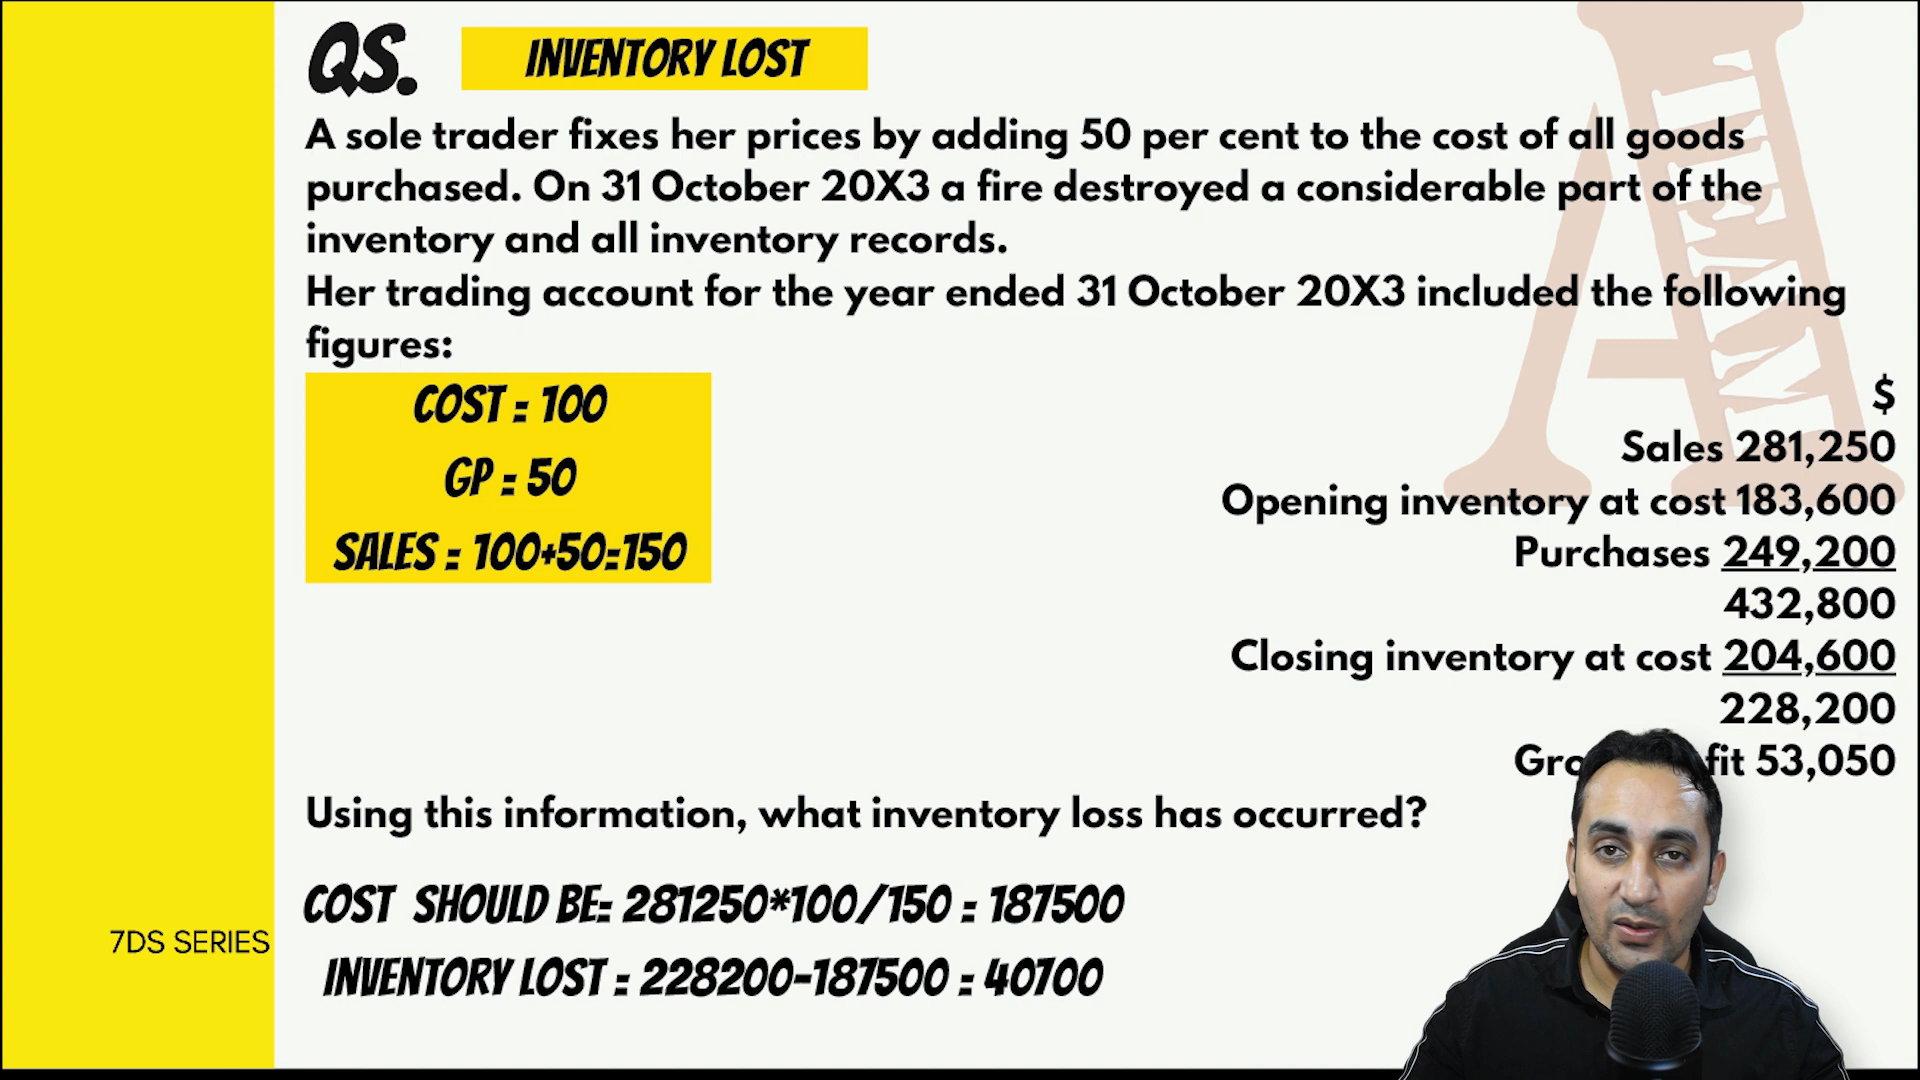 QS.
INVENTORY LOST
A sole trader fixes her prices by adding 50 per cent to the cost of all goods
purchased. On 31 October 20X3 a fire destroyed a considerable part of the
inventory and all inventory records.
Her trading account for the year ended 31 October 20X3 included the following
figures:
COST = 100
GP = 50
SALES = 100+50=150
$
Sales 281,250
Opening inventory at cost 183,600
Purchases 249,200
432,800
Closing inventory at cost 204,600
228,200
Gro fit 53,050
Using this information, what inventory loss has occurred?
COST SHOULD BE= 281250*100/150 = 187500
INVENTORY LOST = 228200-187500 = 40700
7DS SERIES